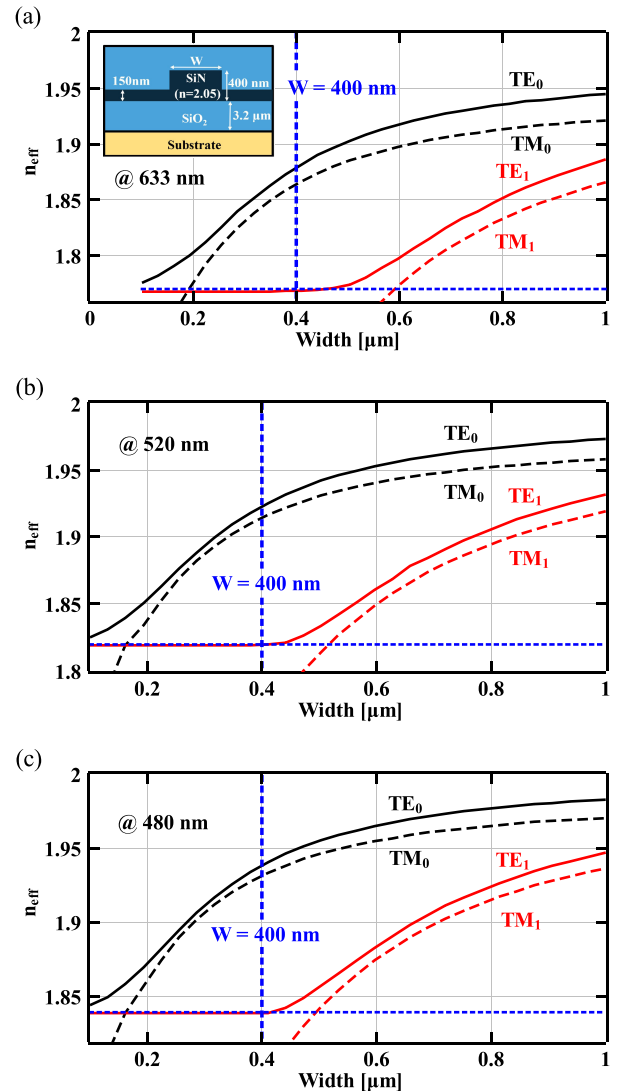 (a)
2
1.95
1.9
1.85
1.8
n_eff
W
150nm
SiN
400 nm
(n=2.05)
SiO₂
3.2 µm
Substrate
@ 633 nm
W = 400 nm
TE₀
TM₀
TE₁
TM₁
0
0.2
0.4
0.6
0.8
1
Width [µm]
(b)
2
1.95
1.9
1.85
1.8
n_eff
@ 520 nm
W = 400 nm
TE₀
TM₀
TE₁
TM₁
0.2
0.4
0.6
0.8
1
Width [µm]
(c)
2
1.95
1.9
1.85
n_eff
@ 480 nm
W = 400 nm
TE₀
TM₀
TE₁
TM₁
0.2
0.4
0.6
0.8
1
Width [µm]